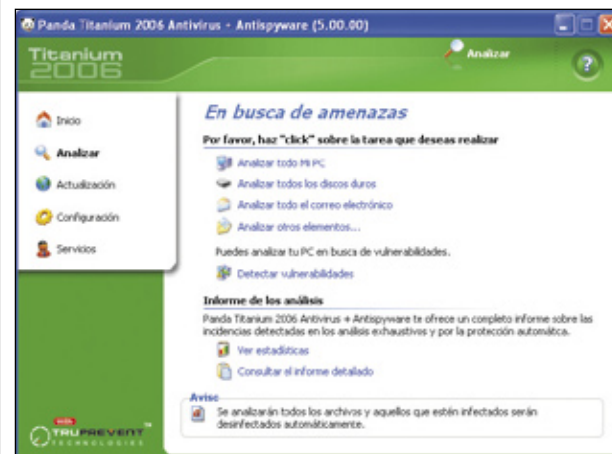 Panda Titanium 2006 Antivirus + Antispyware (5.00.00)
Titanium
2006
Analizar
?
Inicio
Analizar
Actualización
Configuración
Servicios
En busca de amenazas
Por favor, haz "click" sobre la tarea que deseas realizar
Analizar todo Mi PC
Analizar todos los discos duros
Analizar todo el correo electrónico
Analizar otros elementos...
Puedes analizar tu PC en busca de vulnerabilidades.
Detectar vulnerabilidades
Informe de los análisis
Panda Titanium 2006 Antivirus + Antispyware te ofrece un completo informe sobre las
incidencias detectadas en los análisis exhaustivos y por la protección automática.
Ver estadísticas
Consultar el informe detallado
Aviso
Se analizarán todos los archivos y aquellos que estén infectados serán
desinfectados automáticamente.
with
TRUPREVENT™
TECHNOLOGIES